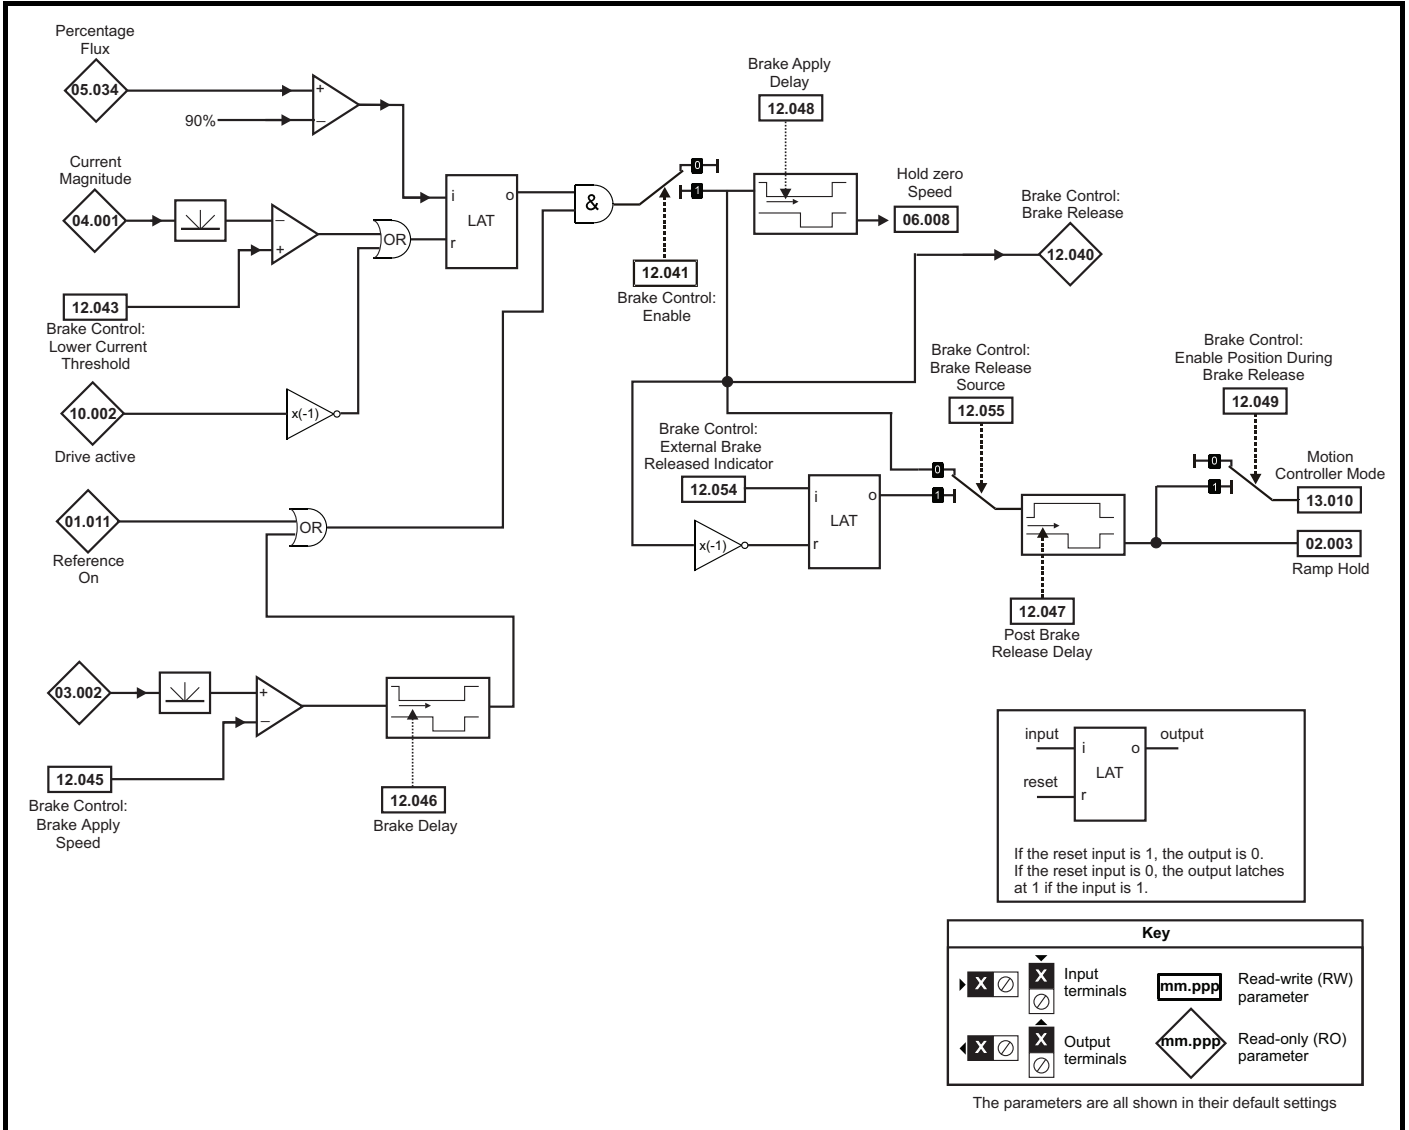 Percentage
Flux
05.034
+
90%
–
Current
Magnitude
04.001
–
+
OR
12.043
Brake Control:
Lower Current
Threshold
10.002
x(-1)
Drive active
i
o
LAT
r
&
0
1
12.041
Brake Control:
Enable
Brake Apply
Delay
12.048
Hold zero
Speed
06.008
Brake Control:
Brake Release
12.040
01.011
OR
Reference
On
03.002
+
–
12.045
Brake Control:
Brake Apply
Speed
12.046
Brake Delay
Brake Control:
External Brake
Released Indicator
12.054
x(-1)
i
o
LAT
r
Brake Control:
Brake Release
Source
12.055
0
1
12.047
Post Brake
Release Delay
Brake Control:
Enable Position During
Brake Release
12.049
0
1
Motion
Controller Mode
13.010
02.003
Ramp Hold
input
i
o
output
LAT
reset
r
If the reset input is 1, the output is 0.
If the reset input is 0, the output latches
at 1 if the input is 1.
Key
X
X
Input
terminals
mm.ppp
Read-write (RW)
parameter
X
X
Output
terminals
mm.ppp
Read-only (RO)
parameter
The parameters are all shown in their default settings